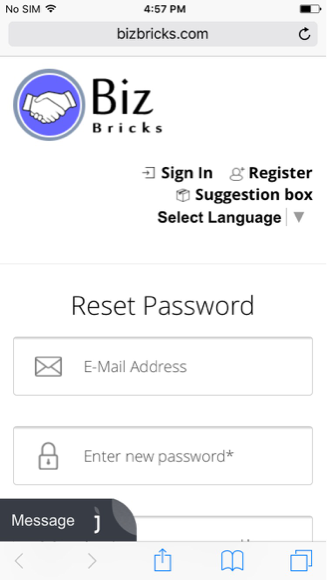 No SIM 4:57 PM
bizbricks.com
Biz
Bricks
Sign In Register
Suggestion box
Select Language ▼
Reset Password
E-Mail Address
Enter new password*
Message